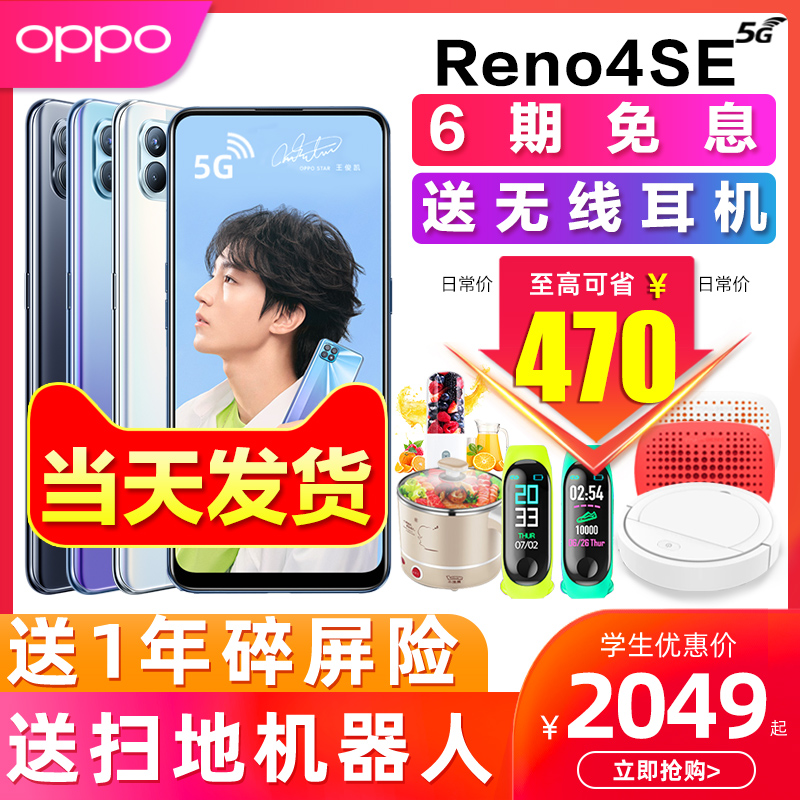 oppo
Reno4SE
5G
6期免息
送无线耳机
5G
OPPO STAR 王俊凯
日常价
至高可省¥
日常价
470
当天发货
20
33
THUR
07/02
02:54
10000
26 Thur
送1年碎屏险
送扫地机器人
学生优惠价
¥2049起
立即抢购>